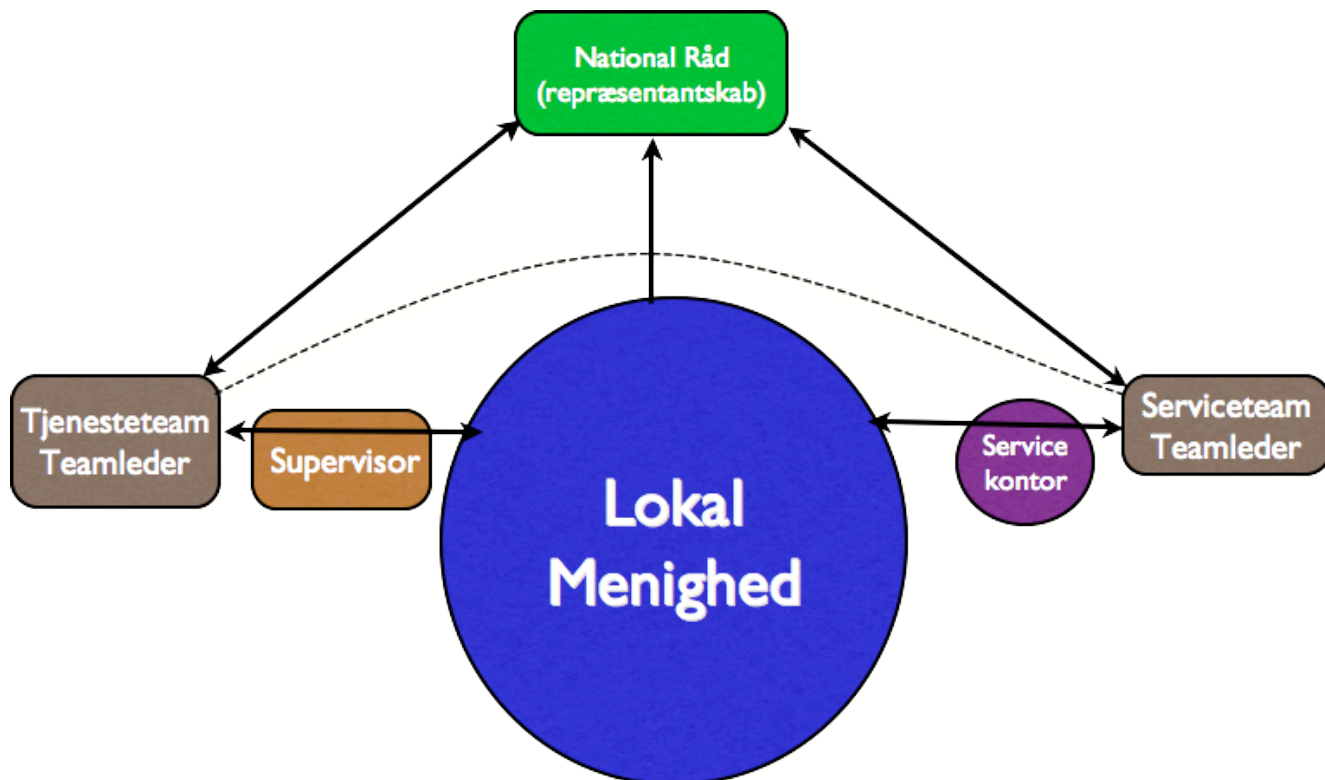 National Råd
(repræsentantskab)
Tjenesteteam
Teamleder
Supervisor
Lokal
Menighed
Service
kontor
Serviceteam
Teamleder